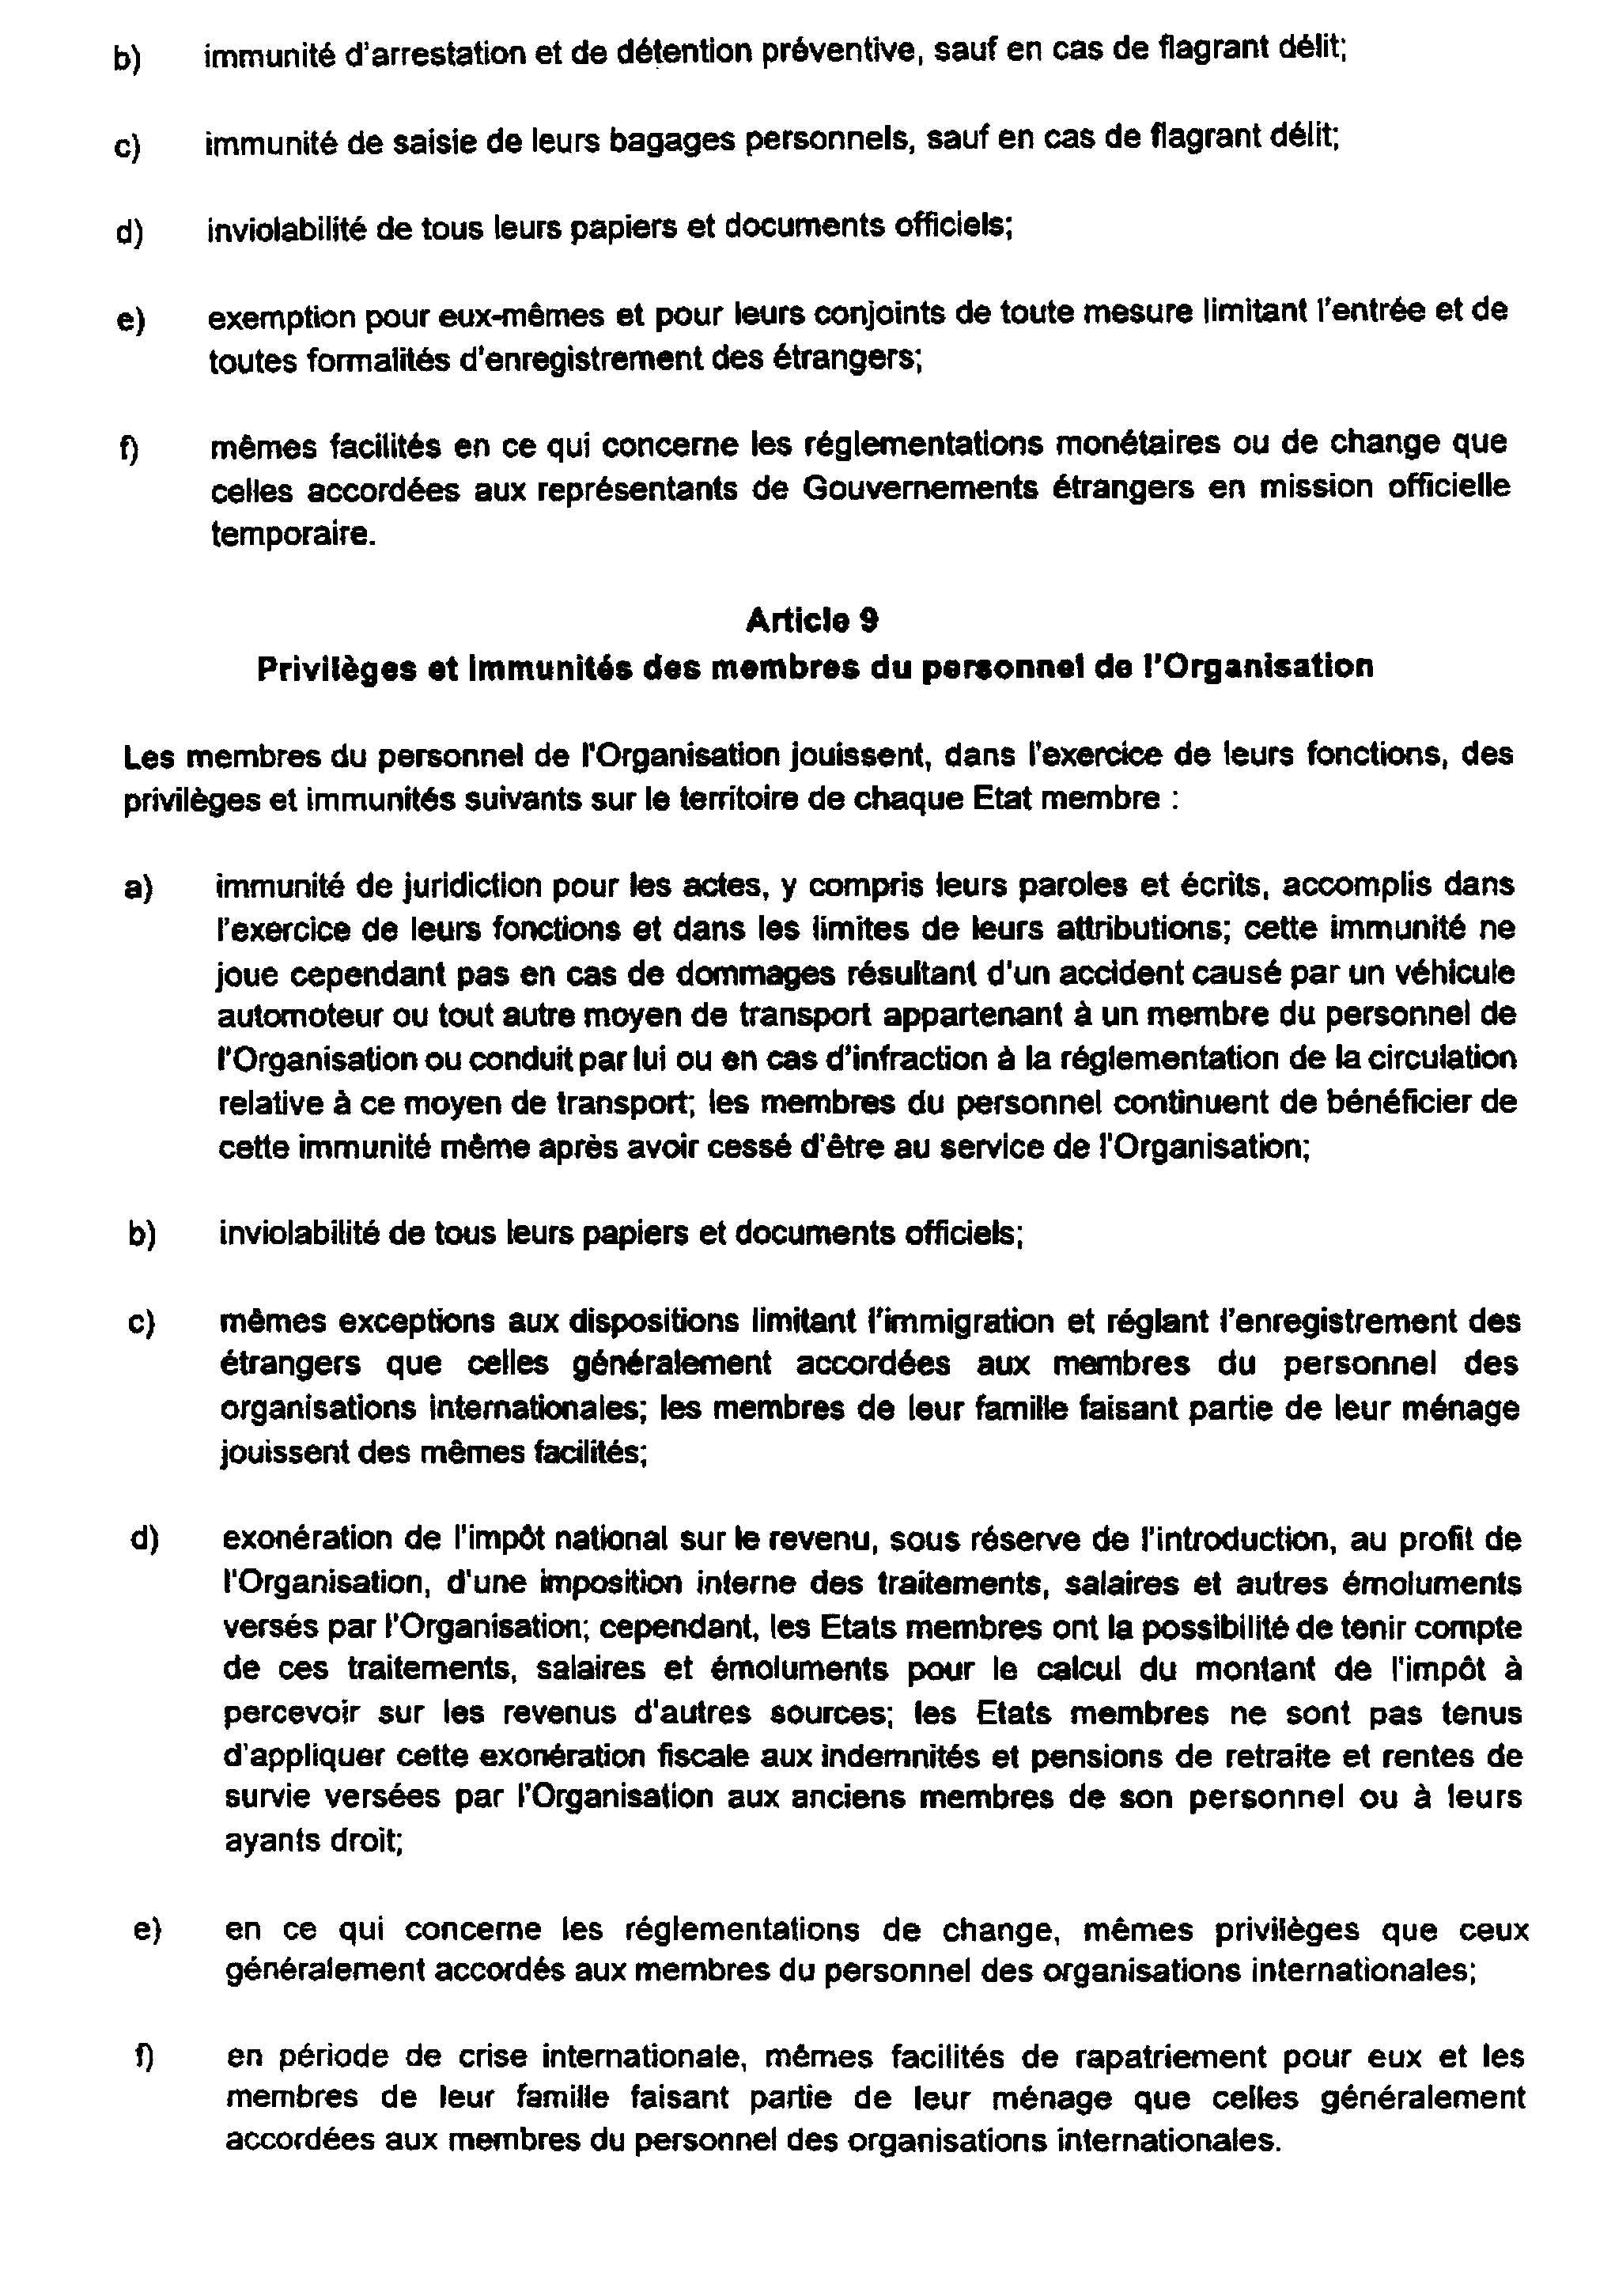 b) immunité d'arrestation et de détention préventive, sauf en cas de flagrant délit;
c) immunité de saisie de leurs bagages personnels, sauf en cas de flagrant délit;
d) inviolabilité de tous leurs papiers et documents officiels;
e) exemption pour eux-mêmes et pour leurs conjoints de toute mesure limitant l'entrée et de
toutes formalités d'enregistrement des étrangers;
f) mêmes facilités en ce qui concerne les réglementations monétaires ou de change que
celles accordées aux représentants de Gouvernements étrangers en mission officielle
temporaire.
Article 9
Privilèges et immunités des membres du personnel de l'Organisation
Les membres du personnel de l'Organisation jouissent, dans l'exercice de leurs fonctions, des
privilèges et immunités suivants sur le territoire de chaque Etat membre :
a) immunité de juridiction pour les actes, y compris leurs paroles et écrits, accomplis dans
l'exercice de leurs fonctions et dans les limites de leurs attributions; cette immunité ne
joue cependant pas en cas de dommages résultant d'un accident causé par un véhicule
automoteur ou tout autre moyen de transport appartenant à un membre du personnel de
l'Organisation ou conduit par lui ou en cas d'infraction à la réglementation de la circulation
relative à ce moyen de transport; les membres du personnel continuent de bénéficier de
cette immunité même après avoir cessé d'être au service de l'Organisation;
b) inviolabilité de tous leurs papiers et documents officiels;
c) mêmes exceptions aux dispositions limitant l'immigration et réglant l'enregistrement des
étrangers que celles généralement accordées aux membres du personnel des
organisations internationales; les membres de leur famille faisant partie de leur ménage
jouissent des mêmes facilités;
d) exonération de l'impôt national sur le revenu, sous réserve de l'introduction, au profit de
l'Organisation, d'une imposition interne des traitements, salaires et autres émoluments
versés par l'Organisation; cependant, les Etats membres ont la possibilité de tenir compte
de ces traitements, salaires et émoluments pour le calcul du montant de l'impôt à
percevoir sur les revenus d'autres sources; les Etats membres ne sont pas tenus
d'appliquer cette exonération fiscale aux indemnités et pensions de retraite et rentes de
survie versées par l'Organisation aux anciens membres de son personnel ou à leurs
ayants droit;
e) en ce qui concerne les réglementations de change, mêmes privilèges que ceux
généralement accordés aux membres du personnel des organisations internationales;
f) en période de crise internationale, mêmes facilités de rapatriement pour eux et les
membres de leur famille faisant partie de leur ménage que celles généralement
accordées aux membres du personnel des organisations internationales.